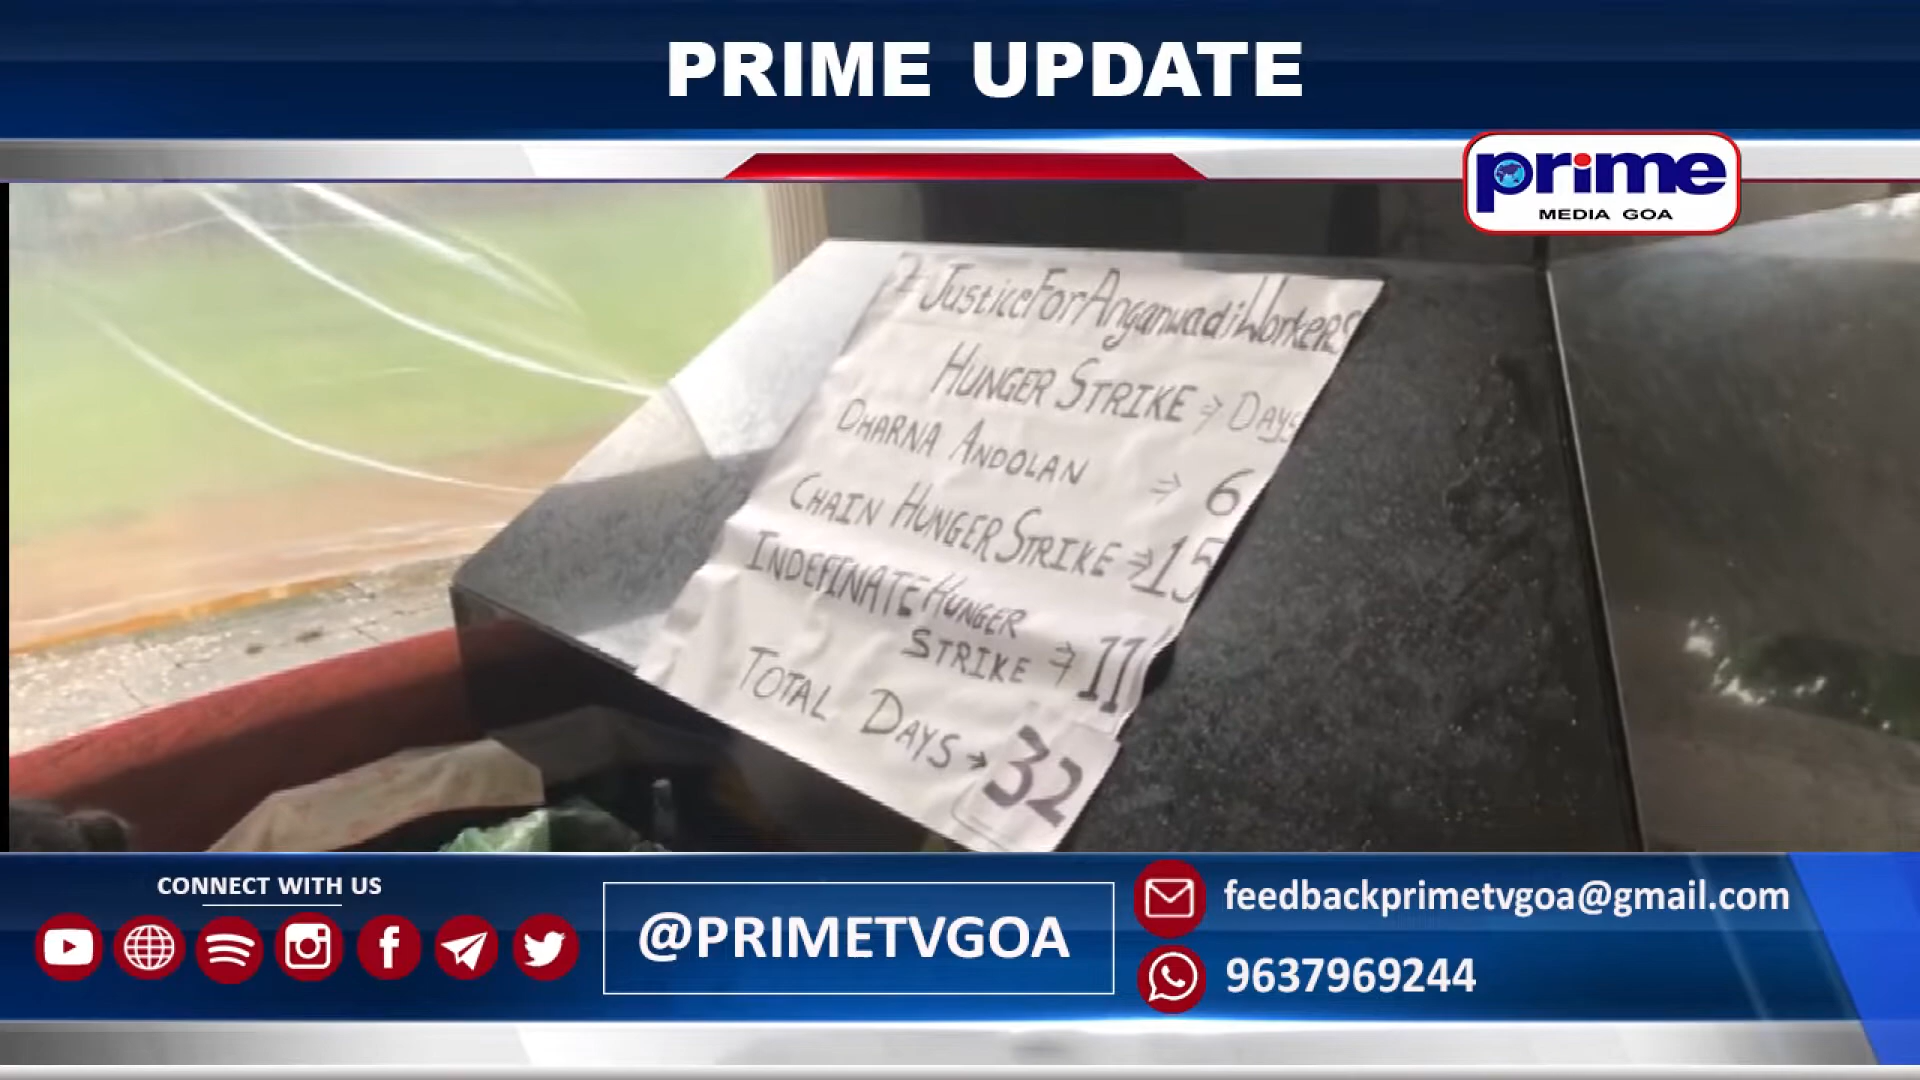 PRIME UPDATE
prime
MEDIA GOA
#JusticeForAnganwadiWorkers
HUNGER STRIKE → DAYS
DHARNA ANDOLAN → 6
CHAIN HUNGER STRIKE → 15
INDEFINATE HUNGER
STRIKE → 11
TOTAL DAYS → 32
CONNECT WITH US
@PRIMETVGOA
feedbackprimetvgoa@gmail.com
9637969244